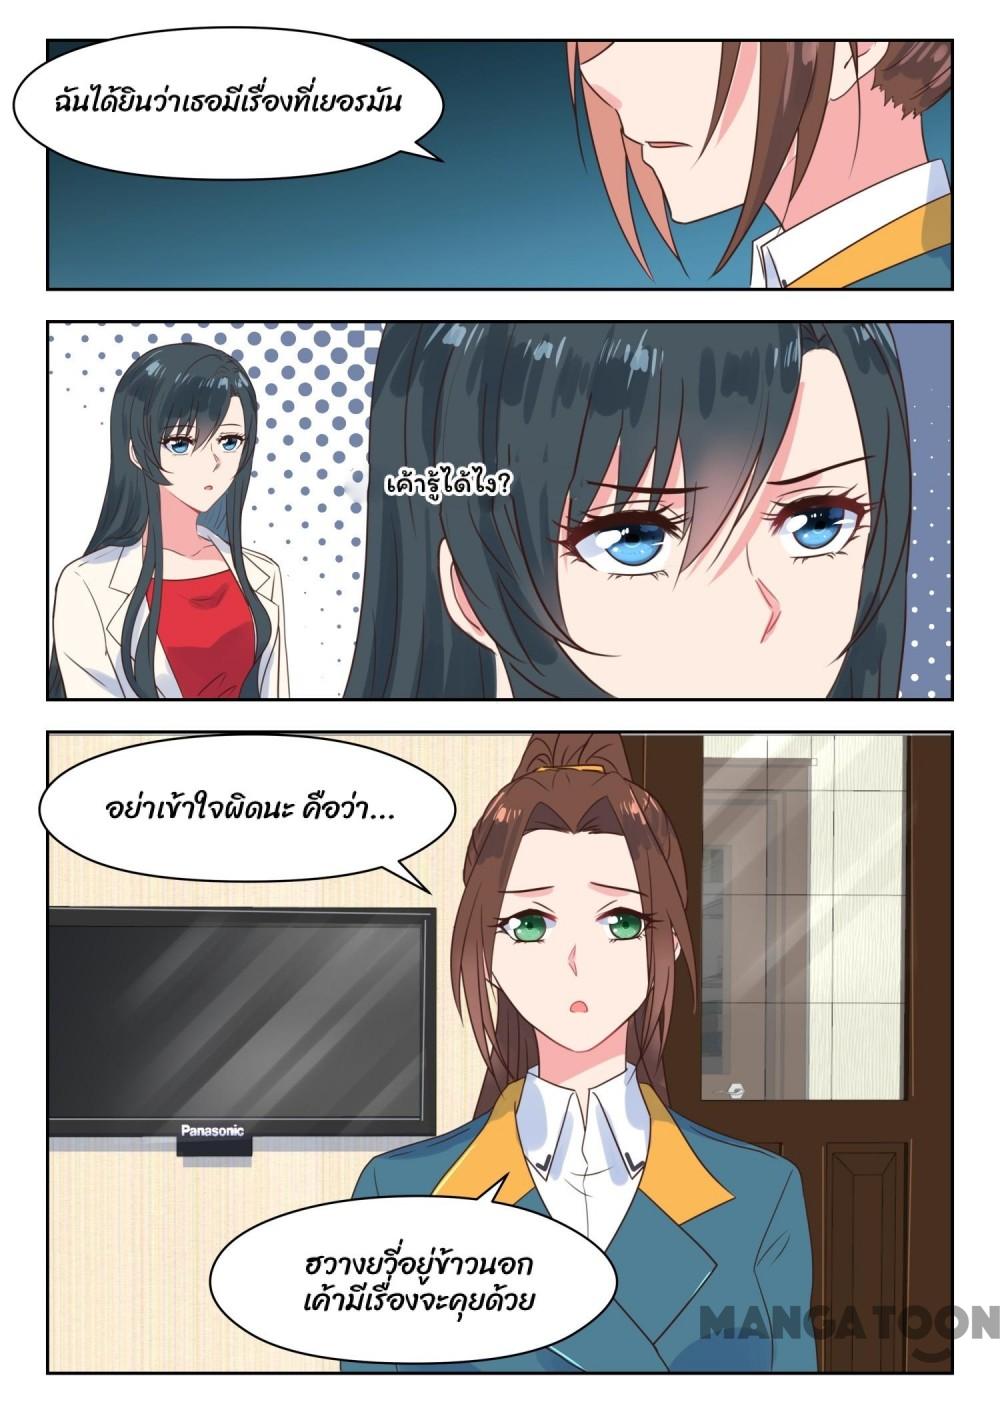 ฉันได้ยินว่าเธอมีเรื่องที่เยอรมัน
เค้ารู้ได้ไง?
อย่าเข้าใจผิดนะ คือว่า...
Panasonic
ฮวางยวี่อยู่ข้าวนอก
เค้ามีเรื่องจะคุยด้วย
MANGATOON